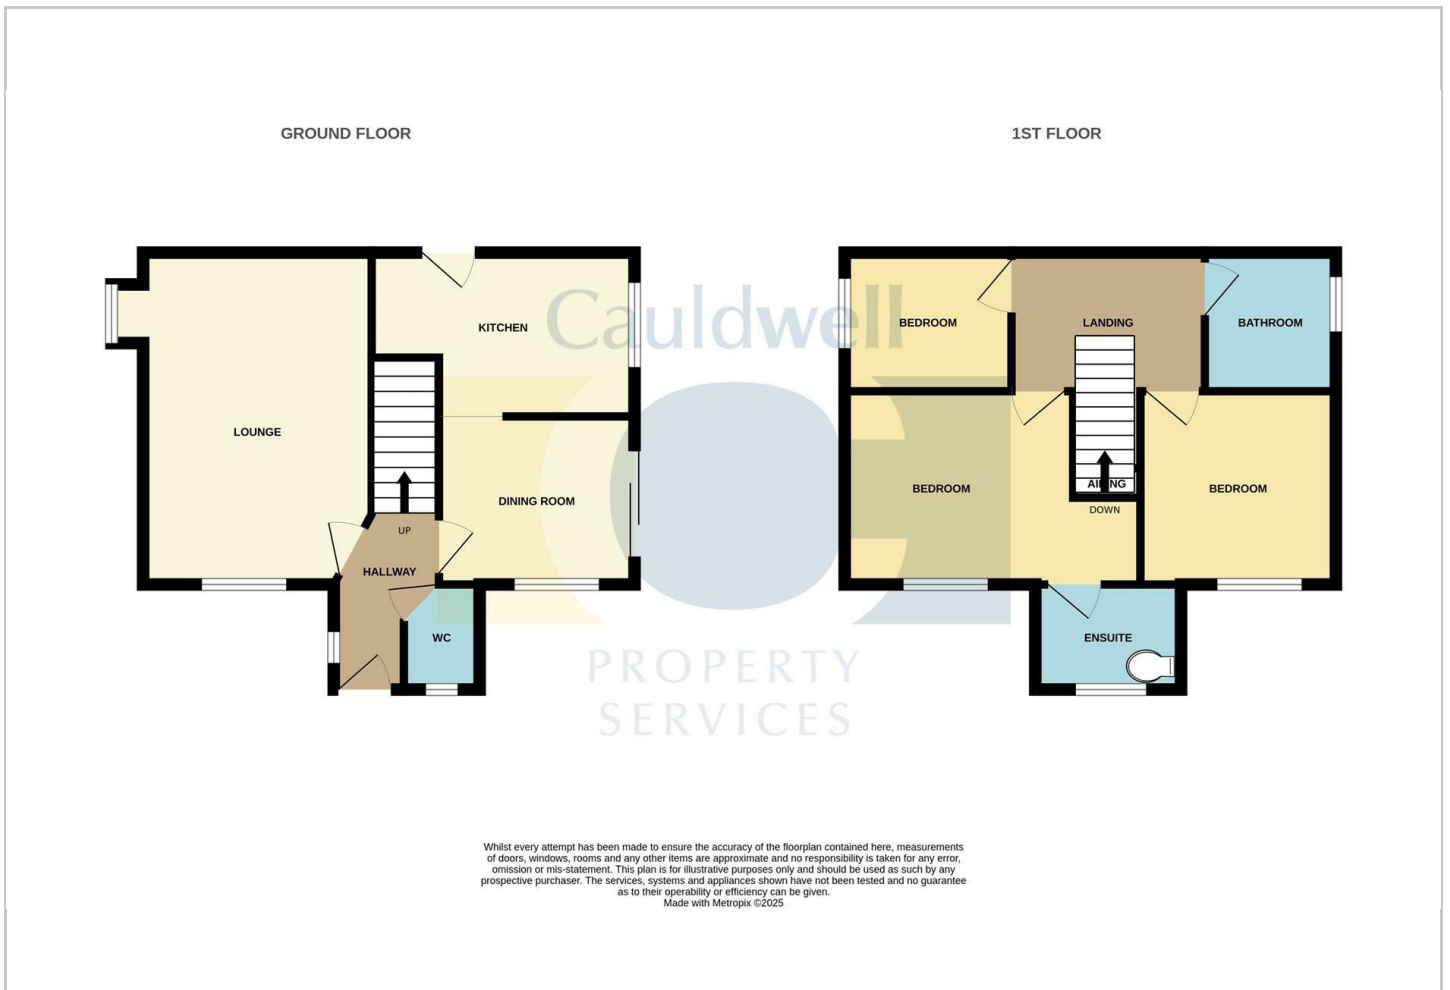 GROUND FLOOR
1ST FLOOR
LOUNGE
KITCHEN
DINING ROOM
UP
HALLWAY
WC
BEDROOM
LANDING
BATHROOM
BEDROOM
BEDROOM
DOWN
ENSUITE
Cauldwell
PROPERTY
SERVICES
Whilst every attempt has been made to ensure the accuracy of the floorplan contained here, measurements
of doors, windows, rooms and any other items are approximate and no responsibility is taken for any error,
omission or mis-statement. This plan is for illustrative purposes only and should be used as such by any
prospective purchaser. The services, systems and appliances shown have not been tested and no guarantee
as to their operability or efficiency can be given.
Made with Metropix ©2025